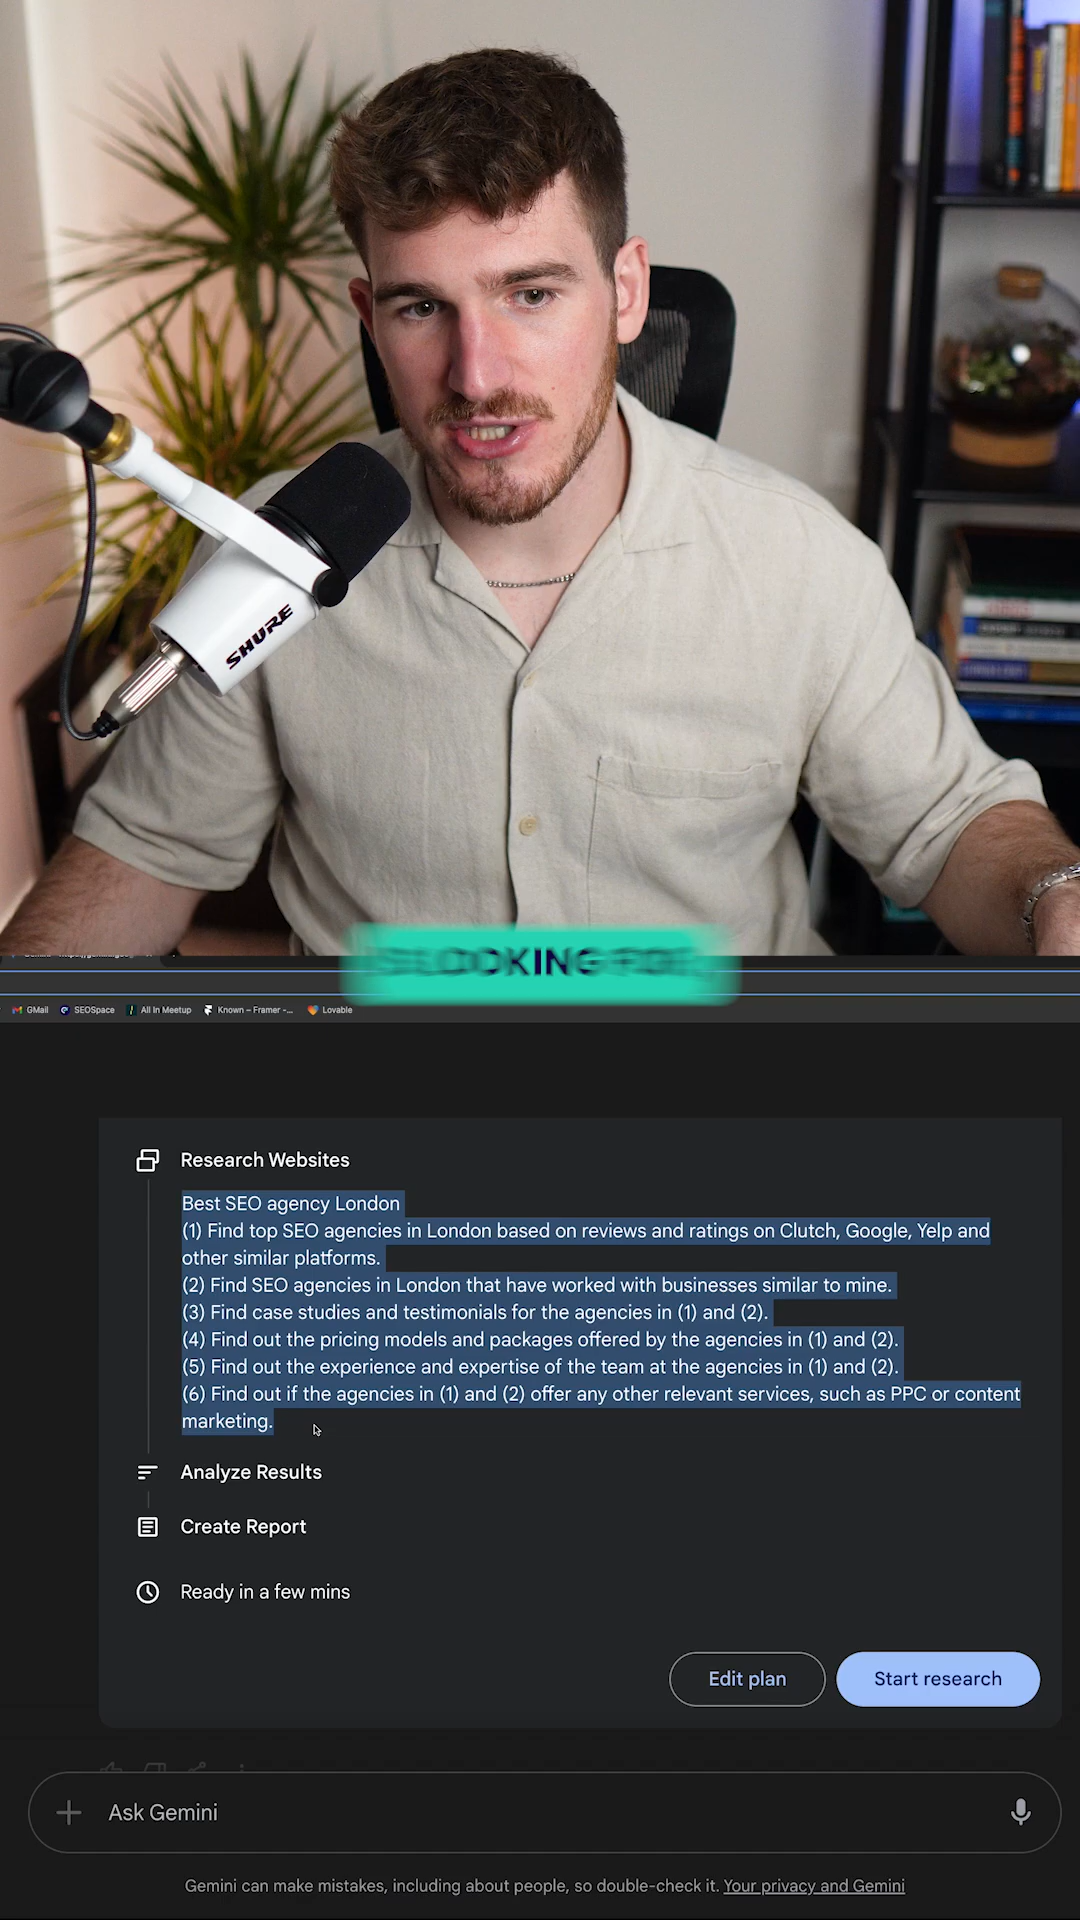 SHURE
LOOKING FOR
GMail
SEOSpace
All In Meetup
Known – Framer -...
Lovable
Research Websites
Best SEO agency London
(1) Find top SEO agencies in London based on reviews and ratings on Clutch, Google, Yelp and
other similar platforms.
(2) Find SEO agencies in London that have worked with businesses similar to mine.
(3) Find case studies and testimonials for the agencies in (1) and (2).
(4) Find out the pricing models and packages offered by the agencies in (1) and (2).
(5) Find out the experience and expertise of the team at the agencies in (1) and (2).
(6) Find out if the agencies in (1) and (2) offer any other relevant services, such as PPC or content
marketing.
Analyze Results
Create Report
Ready in a few mins
Edit plan
Start research
Ask Gemini
Gemini can make mistakes, including about people, so double-check it. Your privacy and Gemini